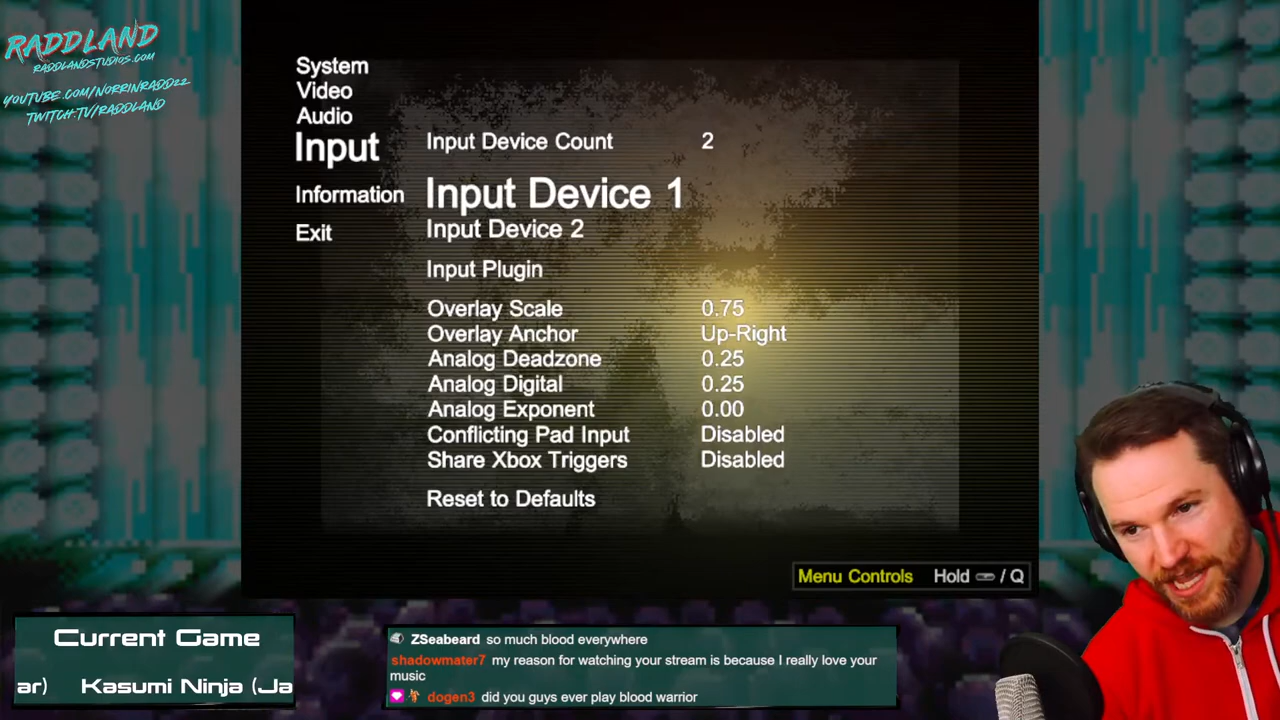 RADDLAND
RADDLANDSTUDIOS.COM
YOUTUBE.COM/NORRINRADD22
TWITCH.TV/RADDLAND
System
Video
Audio
Input
Information
Exit
Input Device Count 2
Input Device 1
Input Device 2
Input Plugin
Overlay Scale 0.75
Overlay Anchor Up-Right
Analog Deadzone 0.25
Analog Digital 0.25
Analog Exponent 0.00
Conflicting Pad Input Disabled
Share Xbox Triggers Disabled
Reset to Defaults
Menu Controls Hold / Q
Current Game
ar) Kasumi Ninja (Ja
ZSeabeard so much blood everywhere
shadowmater7 my reason for watching your stream is because I really love your
music
dogen3 did you guys ever play blood warrior